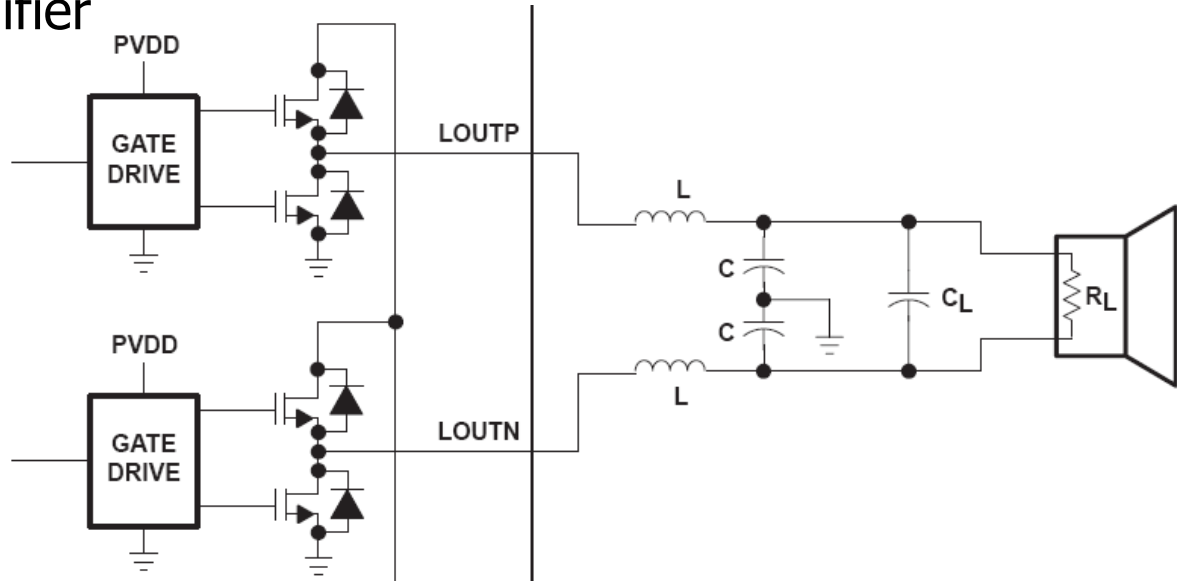 ifier
PVDD
GATE
DRIVE
LOUTP
L
C
C
CL
RL
L
PVDD
GATE
DRIVE
LOUTN